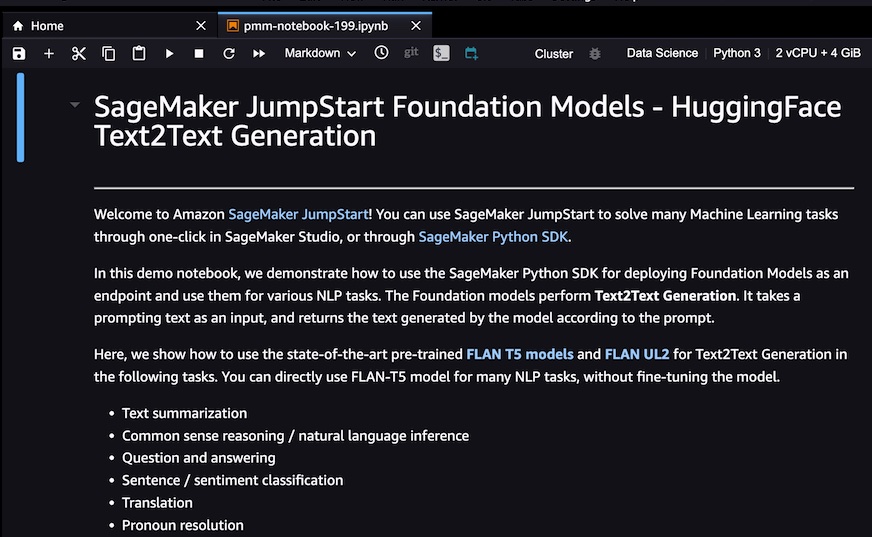 Home
pmm-notebook-199.ipynb
Markdown
git
$_
Cluster
Data Science
Python 3
2 vCPU + 4 GiB
SageMaker JumpStart Foundation Models - HuggingFace
Text2Text Generation
Welcome to Amazon SageMaker JumpStart! You can use SageMaker JumpStart to solve many Machine Learning tasks
through one-click in SageMaker Studio, or through SageMaker Python SDK.
In this demo notebook, we demonstrate how to use the SageMaker Python SDK for deploying Foundation Models as an
endpoint and use them for various NLP tasks. The Foundation models perform Text2Text Generation. It takes a
prompting text as an input, and returns the text generated by the model according to the prompt.
Here, we show how to use the state-of-the-art pre-trained FLAN T5 models and FLAN UL2 for Text2Text Generation in
the following tasks. You can directly use FLAN-T5 model for many NLP tasks, without fine-tuning the model.
• Text summarization
• Common sense reasoning / natural language inference
• Question and answering
• Sentence / sentiment classification
• Translation
• Pronoun resolution